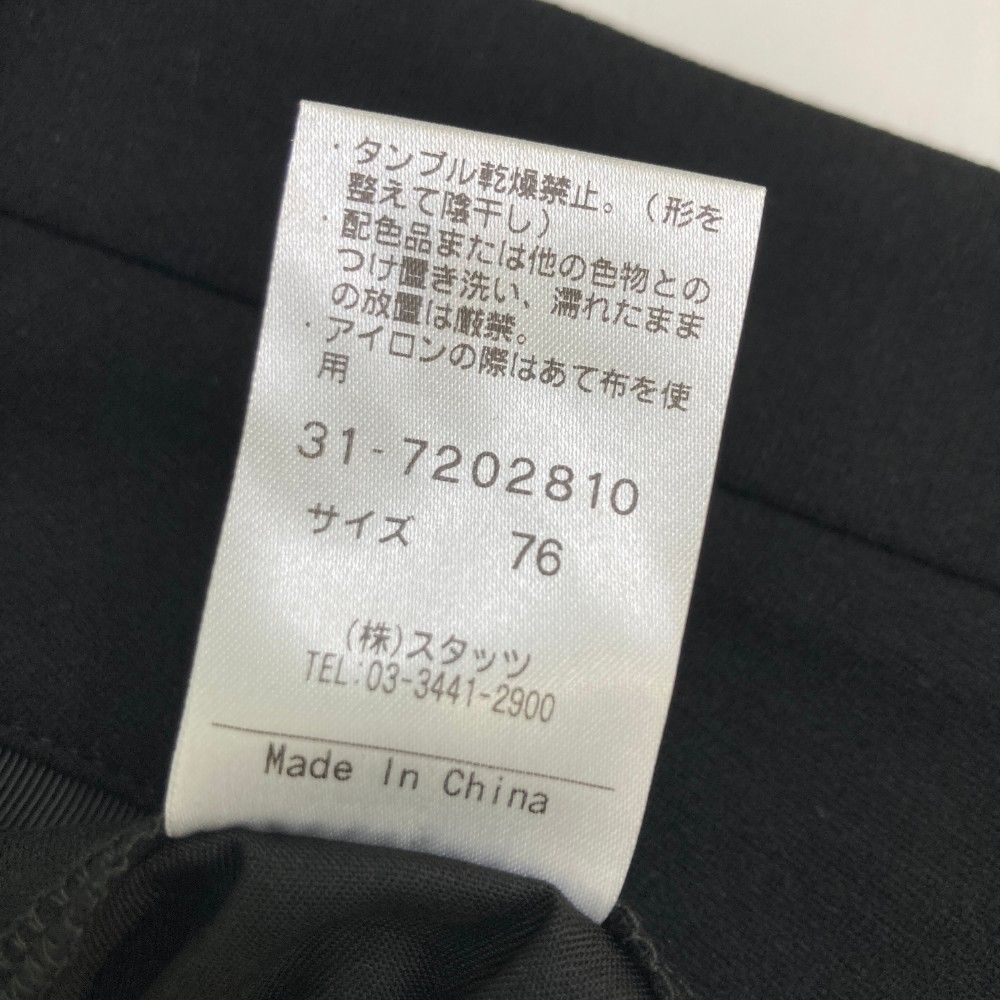 ・タンブル乾燥禁止。(形を
整えて陰干し)
・配色品または他の色物との
つけ置き洗い、濡れたまま
の放置は厳禁。
・アイロンの際はあて布を使
用
31-7202810
サイズ 76
(株)スタッツ
TEL:03-3441-2900
Made In China